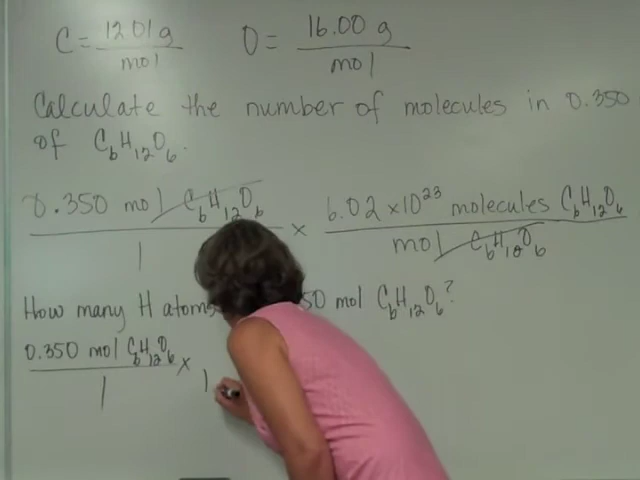 C = 12.01 g / mol   O = 16.00 g / mol
Calculate the number of molecules in 0.350
of C₆H₁₂O₆.
0.350 mol C₆H₁₂O₆ / 1 × 6.02 × 10²³ molecules C₆H₁₂O₆ / mol C₆H₁₂O₆
How many H atoms 50 mol C₆H₁₂O₆?
0.350 mol C₆H₁₂O₆ / 1 × 1